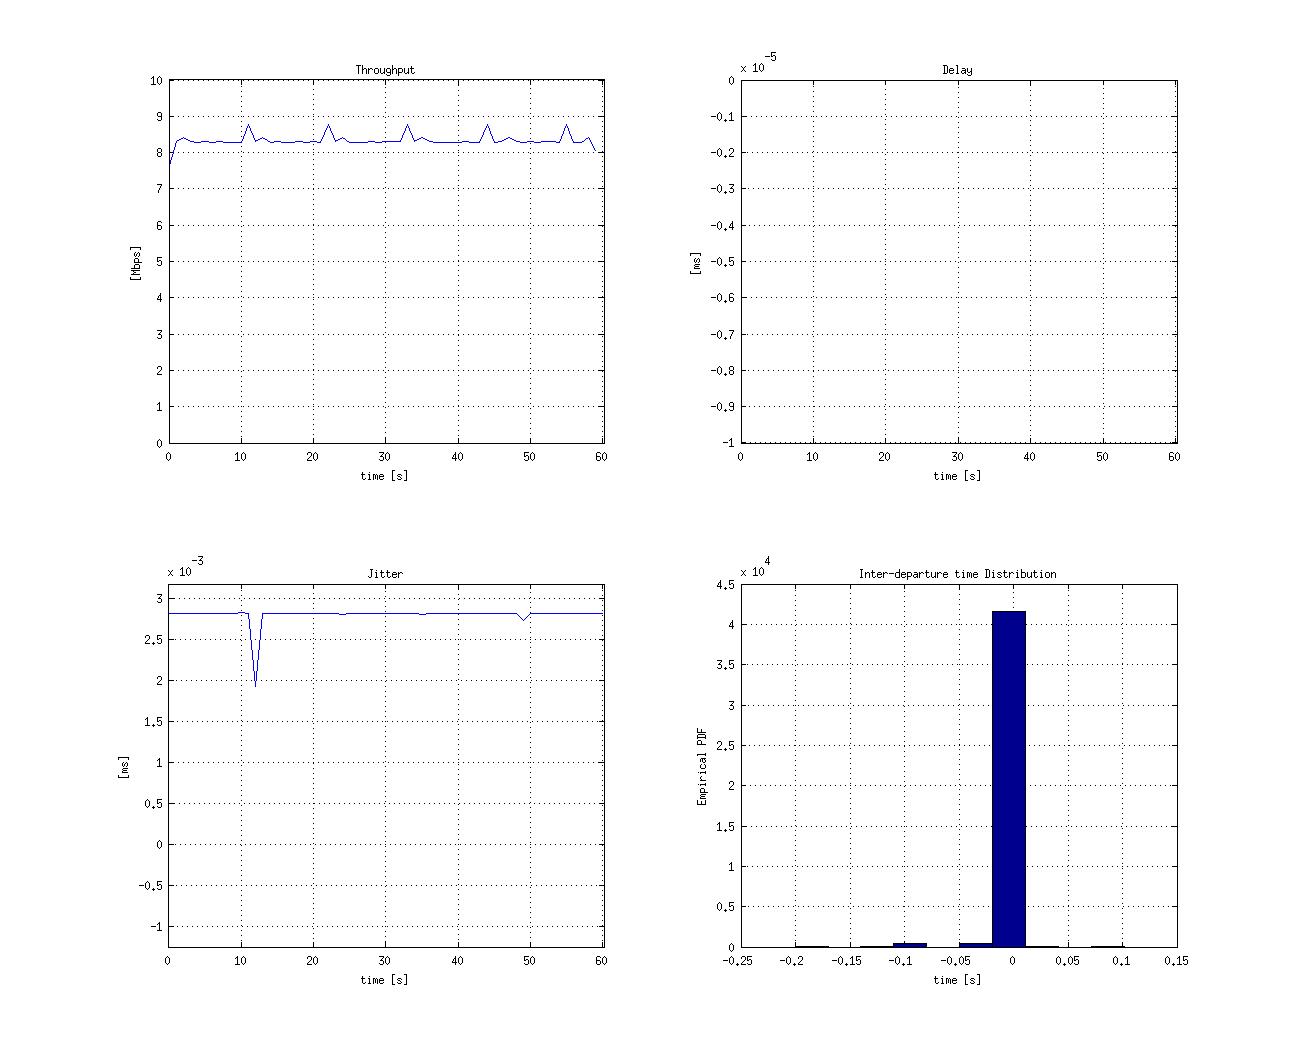 Throughput
10
9
8
7
6
5
4
3
2
1
0
[Mbps]
0 10 20 30 40 50 60
time [s]
x 10 -5
Delay
0
-0.1
-0.2
-0.3
-0.4
-0.5
-0.6
-0.7
-0.8
-0.9
-1
[ms]
0 10 20 30 40 50 60
time [s]
x 10 -3
Jitter
3
2.5
2
1.5
1
0.5
0
-0.5
-1
[ms]
0 10 20 30 40 50 60
time [s]
x 10 4
Inter-departure time Distribution
4.5
4
3.5
3
2.5
2
1.5
1
0.5
0
Empirical PDF
-0.25 -0.2 -0.15 -0.1 -0.05 0 0.05 0.1 0.15
time [s]